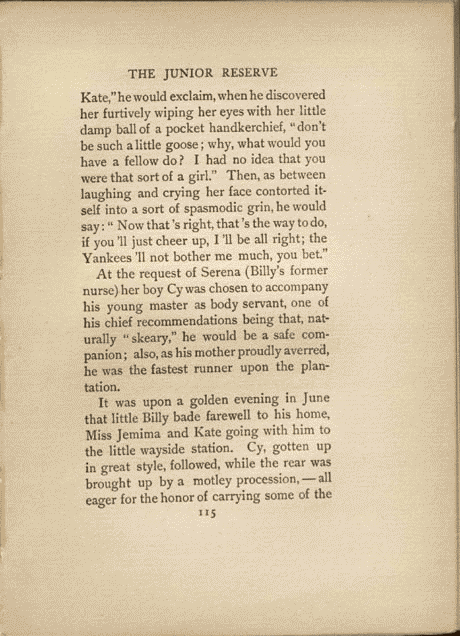 THE JUNIOR RESERVE
Kate," he would exclaim, when he discovered
her furtively wiping her eyes with her little
damp ball of a pocket handkerchief, "don't
be such a little goose; why, what would you
have a fellow do? I had no idea that you
were that sort of a girl." Then, as between
laughing and crying her face contorted it-
self into a sort of spasmodic grin, he would
say: "Now that's right, that's the way to do,
if you'll just cheer up, I'll be all right; the
Yankees 'll not bother me much, you bet."
At the request of Serena (Billy's former
nurse) her boy Cy was chosen to accompany
his young master as body servant, one of
his chief recommendations being that, nat-
urally "skeary," he would be a safe com-
panion; also, as his mother proudly averred,
he was the fastest runner upon the plan-
tation.
It was upon a golden evening in June
that little Billy bade farewell to his home,
Miss Jemima and Kate going with him to
the little wayside station. Cy, gotten up
in great style, followed, while the rear was
brought up by a motley procession,—all
eager for the honor of carrying some of the
115